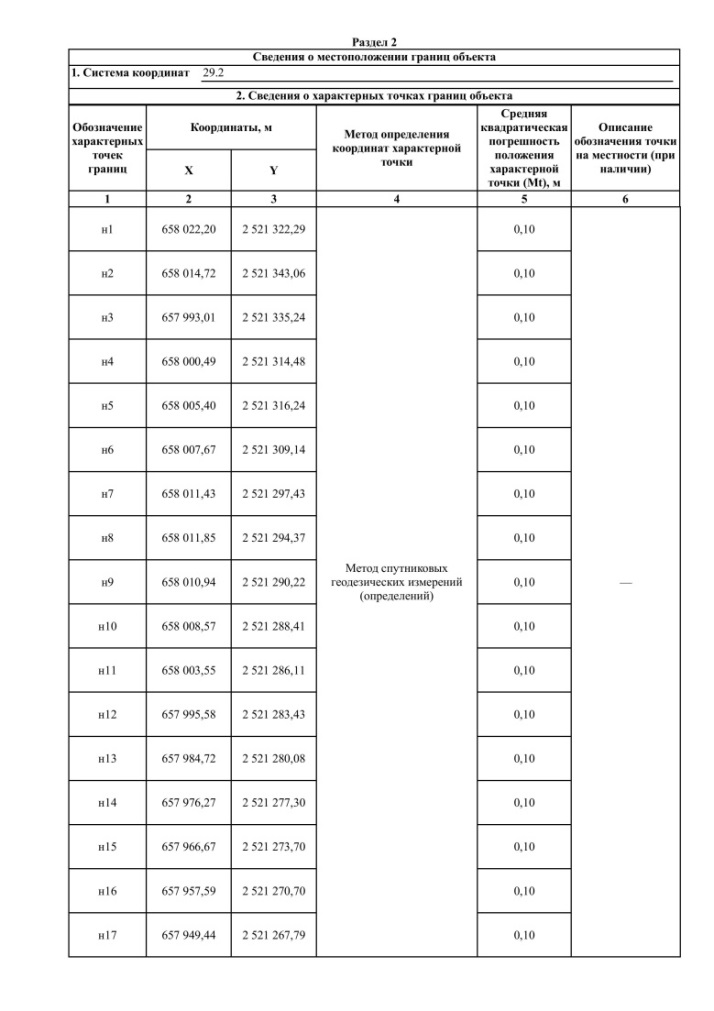 Раздел 2
Сведения о местоположении границ объекта
1. Система координат 29.2
2. Сведения о характерных точках границ объекта
Обозначение характерных точек границ
Координаты, м
Метод определения координат характерной точки
Средняя квадратическая погрешность положения характерной точки (Mt), м
Описание обозначения точки на местности (при наличии)
X Y
1 2 3 4 5 6
н1 658 022,20 2 521 322,29 0,10
н2 658 014,72 2 521 343,06 0,10
н3 657 993,01 2 521 335,24 0,10
н4 658 000,49 2 521 314,48 0,10
н5 658 005,40 2 521 316,24 0,10
н6 658 007,67 2 521 309,14 0,10
н7 658 011,43 2 521 297,43 0,10
н8 658 011,85 2 521 294,37 0,10
Метод спутниковых
геодезических измерений
(определений)
н9 658 010,94 2 521 290,22 0,10 —
н10 658 008,57 2 521 288,41 0,10
н11 658 003,55 2 521 286,11 0,10
н12 657 995,58 2 521 283,43 0,10
н13 657 984,72 2 521 280,08 0,10
н14 657 976,27 2 521 277,30 0,10
н15 657 966,67 2 521 273,70 0,10
н16 657 957,59 2 521 270,70 0,10
н17 657 949,44 2 521 267,79 0,10